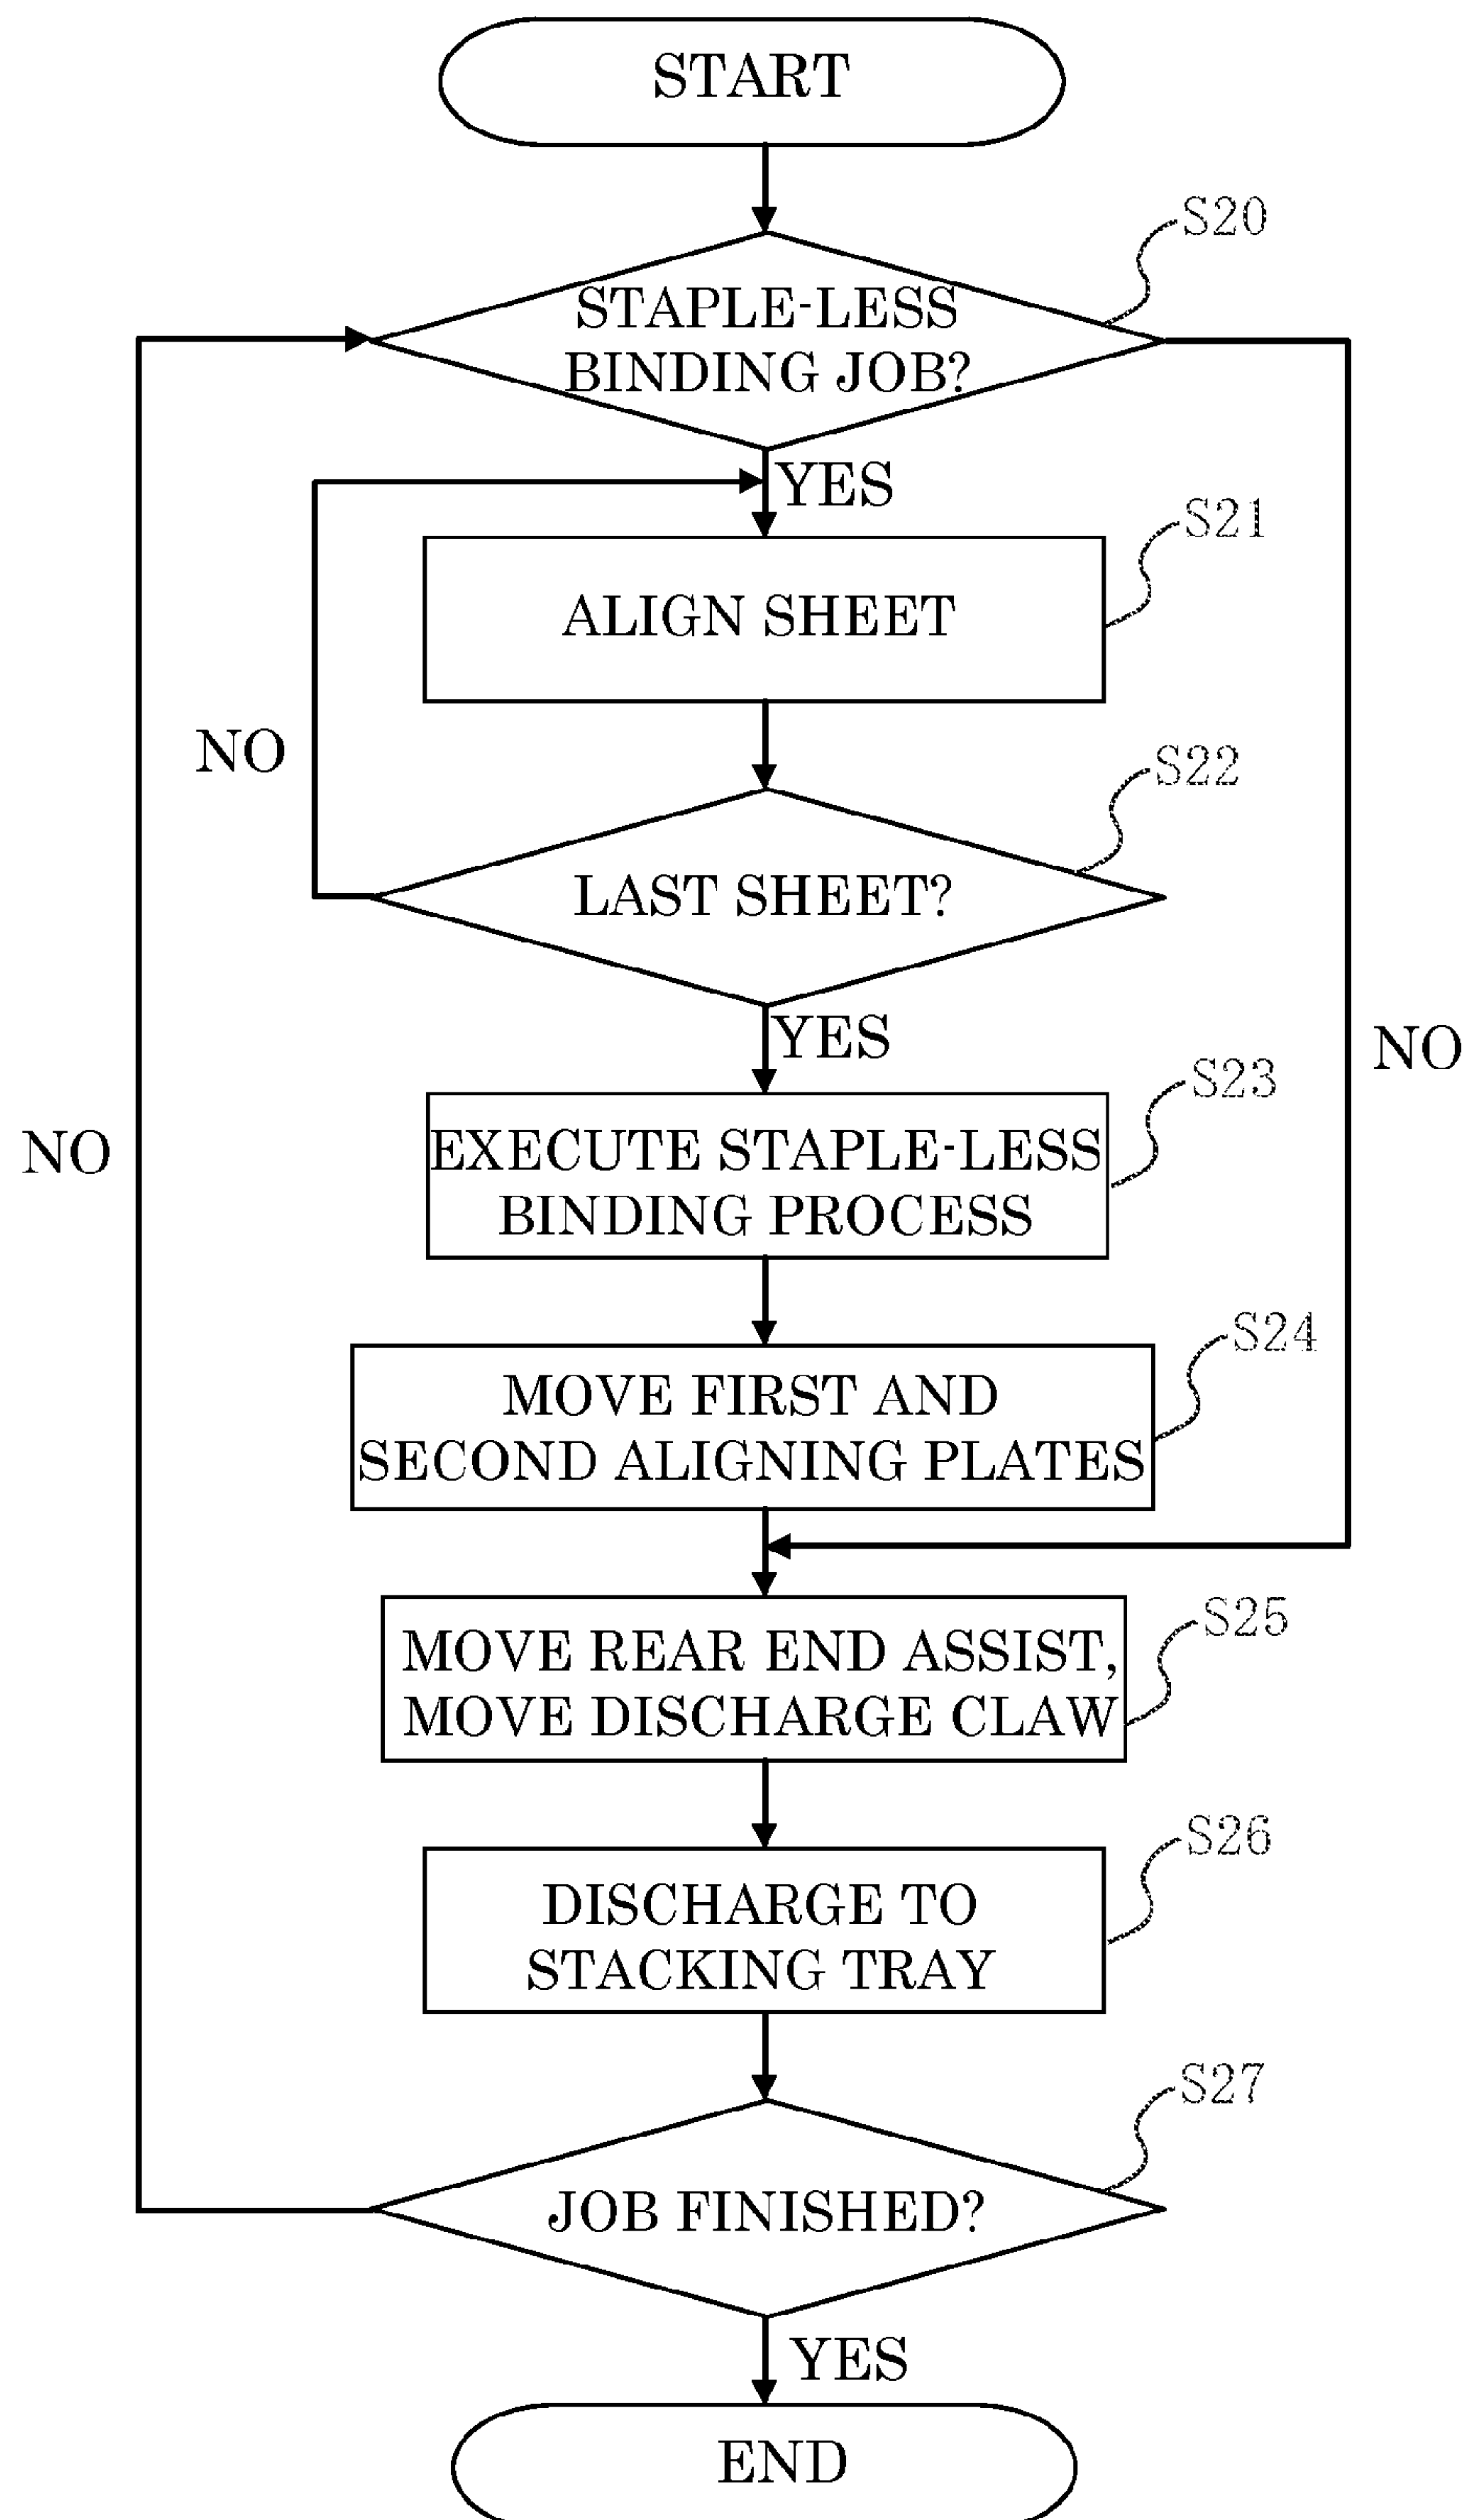 START
S20
STAPLE-LESS
BINDING JOB?
YES
S21
ALIGN SHEET
NO
S22
LAST SHEET?
YES
NO
S23
NO
EXECUTE STAPLE-LESS
BINDING PROCESS
S24
MOVE FIRST AND
SECOND ALIGNING PLATES
S25
MOVE REAR END ASSIST,
MOVE DISCHARGE CLAW
S26
DISCHARGE TO
STACKING TRAY
S27
JOB FINISHED?
YES
END